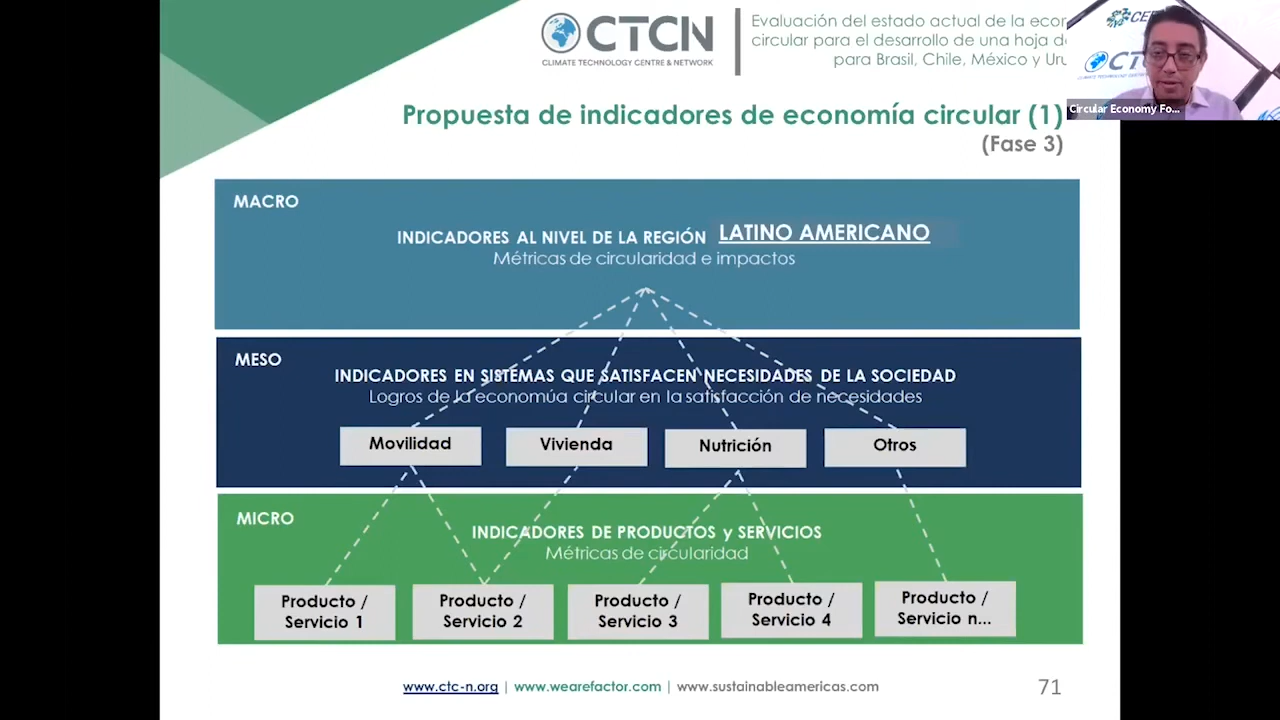 CTCN
CLIMATE TECHNOLOGY CENTRE & NETWORK
Evaluación del estado actual de la
circular para el desarrollo de una hoja
para Brasil, Chile, México y
CTCN
Circular Economy Fo...
Propuesta de indicadores de economía circular (1)
(Fase 3)
MACRO
INDICADORES AL NIVEL DE LA REGIÓN LATINO AMERICANO
Métricas de circularidad e impactos
MESO
INDICADORES EN SISTEMAS QUE SATISFACEN NECESIDADES DE LA SOCIEDAD
Logros de la economúa circular en la satisfacción de necesidades
Movilidad
Vivienda
Nutrición
Otros
MICRO
INDICADORES DE PRODUCTOS y SERVICIOS
Métricas de circularidad
Producto /
Servicio 1
Producto /
Servicio 2
Producto /
Servicio 3
Producto /
Servicio 4
Producto /
Servicio n...
www.ctc-n.org | www.wearefactor.com | www.sustainableamericas.com
71